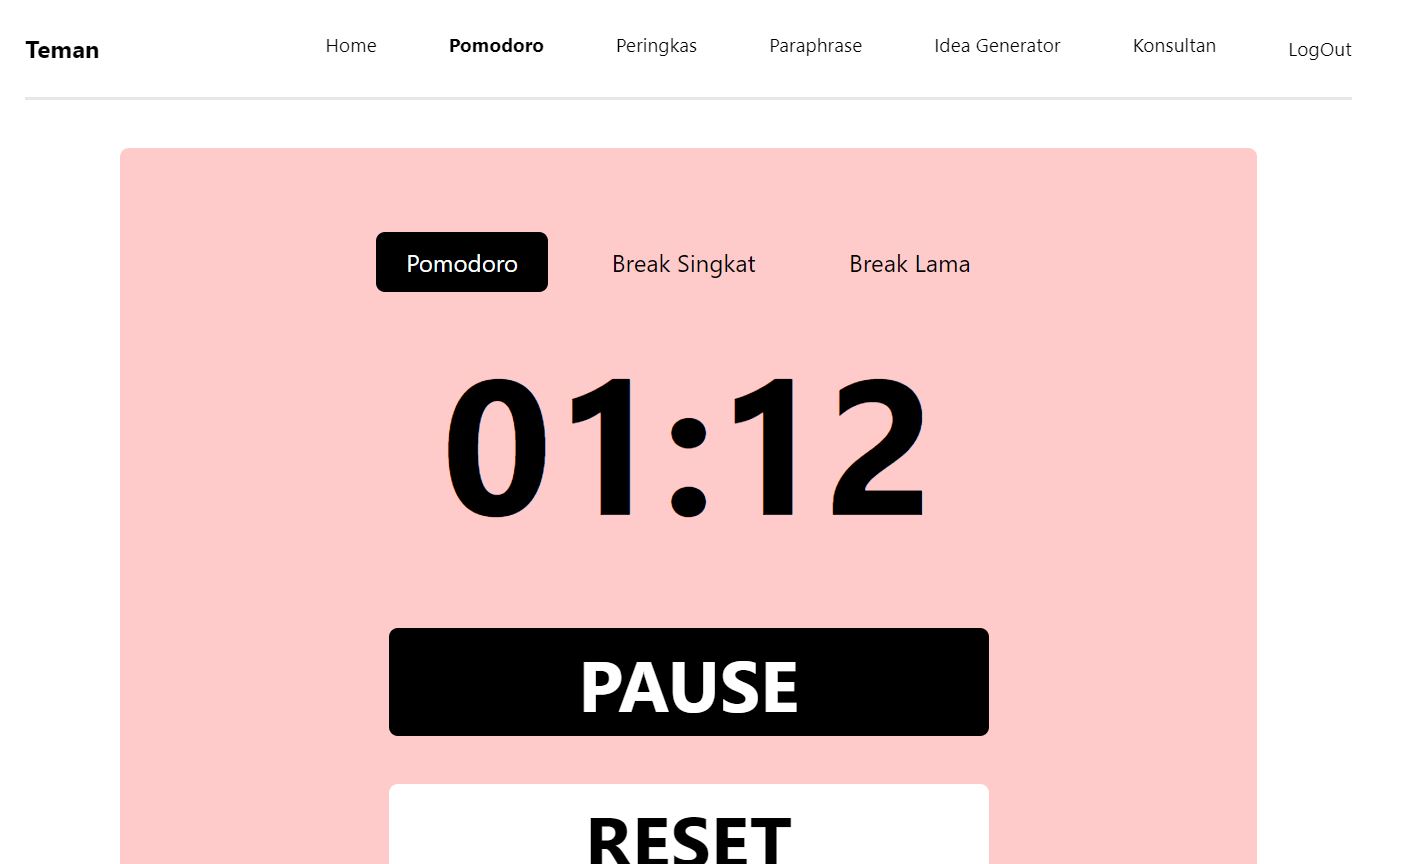 Teman Home Pomodoro Peringkas Paraphrase Idea Generator Konsultan LogOut
Pomodoro Break Singkat Break Lama
01:12
PAUSE
RESET